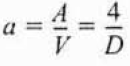 a = A/V = 4/D